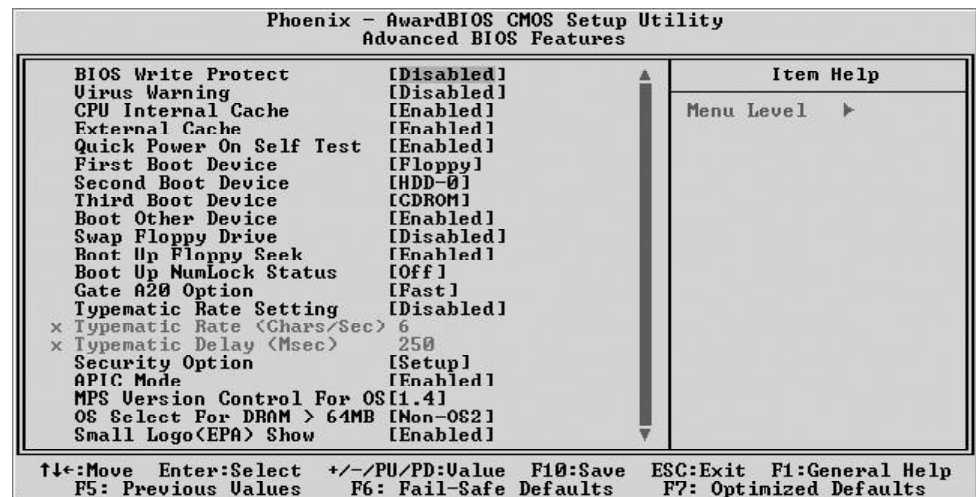 Phoenix - AwardBIOS CMOS Setup Utility
Advanced BIOS Features
BIOS Write Protect [Disabled]
Virus Warning [Disabled]
CPU Internal Cache [Enabled]
External Cache [Enabled]
Quick Power On Self Test [Enabled]
First Boot Device [Floppy]
Second Boot Device [HDD-0]
Third Boot Device [CDROM]
Boot Other Device [Enabled]
Swap Floppy Drive [Disabled]
Boot Up Floppy Seek [Enabled]
Boot Up NumLock Status [Off]
Gate A20 Option [Fast]
Typematic Rate Setting [Disabled]
x Typematic Rate (Chars/Sec) 6
x Typematic Delay (Msec) 250
Security Option [Setup]
APIC Mode [Enabled]
MPS Version Control For OS[1.4]
OS Select For DRAM > 64MB [Non-OS2]
Small Logo(EPA) Show [Enabled]
Item Help
Menu Level ▶
↑↓←:Move Enter:Select +/-/PU/PD:Value F10:Save ESC:Exit F1:General Help
F5: Previous Values F6: Fail-Safe Defaults F7: Optimized Defaults